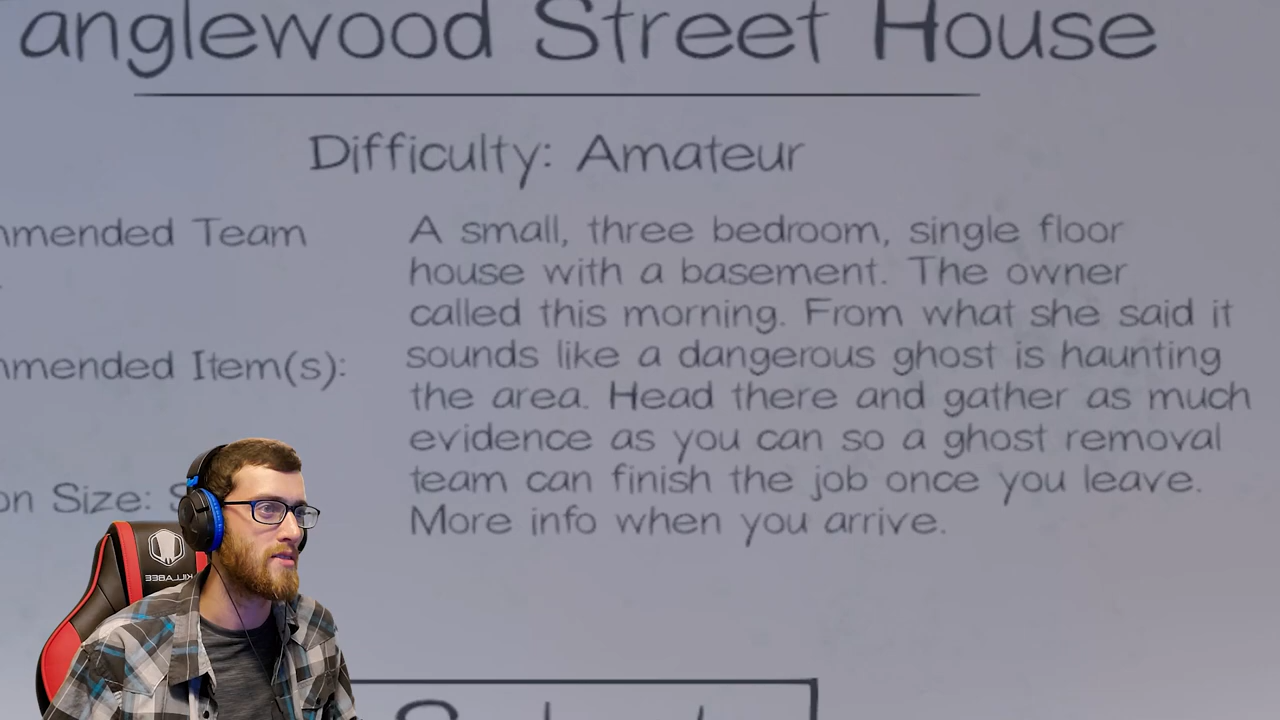 anglewood Street House
Difficulty: Amateur
mmended Team
A small, three bedroom, single floor
house with a basement. The owner
called this morning. From what she said it
mmended Item(s):
sounds like a dangerous ghost is haunting
the area. Head there and gather as much
evidence as you can so a ghost removal
on Size: S
team can finish the job once you leave.
More info when you arrive.
KILLABEE